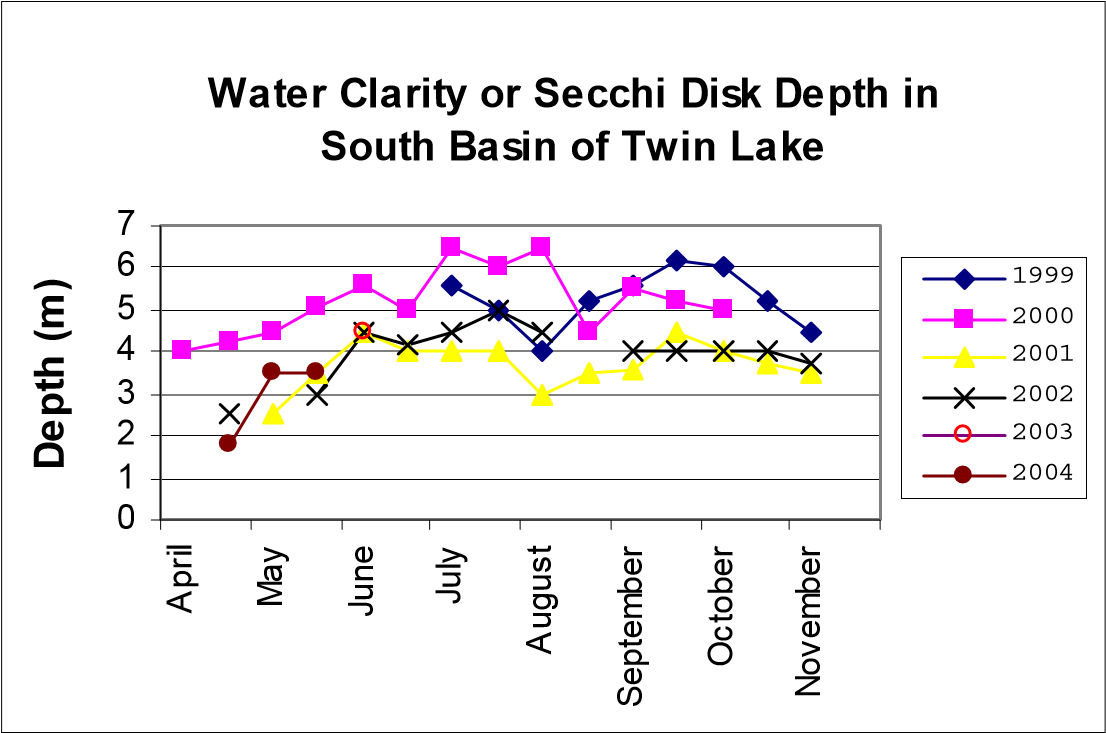 Water Clarity or Secchi Disk Depth in
South Basin of Twin Lake
Depth (m)
7
6
5
4
3
2
1
0
April
May
June
July
August
September
October
November
1999
2000
2001
2002
2003
2004